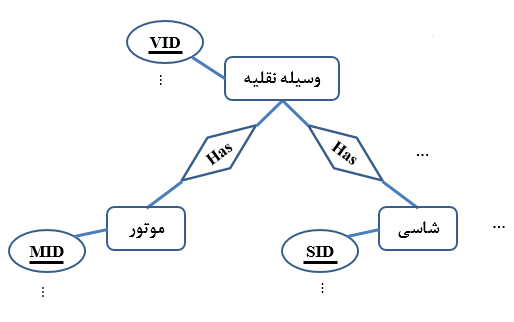 VID
وسیله نقلیه
⋮
Has
Has
...
موتور
شاسی
...
MID
SID
⋮
⋮